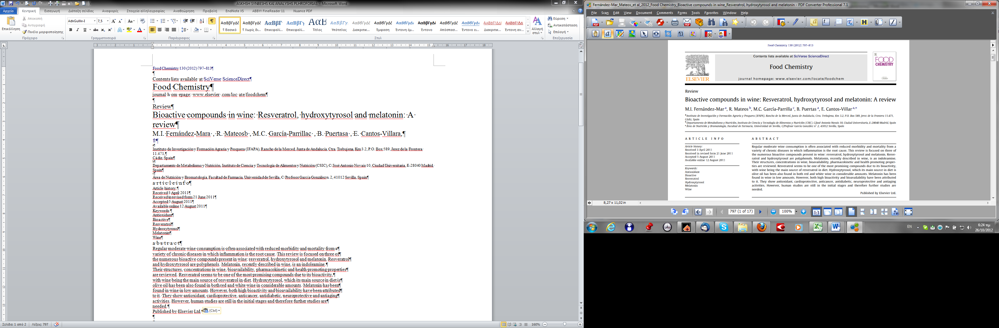 ASKHSH SYN8ESHS KAI ANALYSHS PLHROFORIAS - Microsoft Word
Αρχείο Κεντρική Εισαγωγή Διάταξη σελίδας Αναφορές Στοιχεία αλληλογραφίας Αναθεώρηση Προβολή EndNote X5 ABBYY FineReader 11 Nuance PDF
Επικόλληση
Αποκοπή
Αντιγραφή
Πινέλο μορφοποίησης
Πρόχειρο
AdvGulliv-I 7,5
Γραμματοσειρά
Παράγραφος
¶ Βασικό ¶ Χωρίς δι... Επικεφαλί... Επικεφαλί... Τίτλος Υπότιτλος Διακριτικ... Έμφαση Έντονη έμ... Έντονο Απόσπασ... Έντονο ει... Διακριτικ... Έντονη αν...
Στυλ
Αλλαγή στυλ
Εύρεση
Αντικατάσταση
Επιλογή
Επεξεργασία
Food Chemistry 130 (2012) 797–813¶
¶
Contents lists available at SciVerse ScienceDirect¶
Food Chemistry¶
journal h om epage: www.elsevier .com/loc ate/foodchem¶
¶
Review¶
Bioactive compounds in wine: Resveratrol, hydroxytyrosol and melatonin: A
review¶
M.I. Fernández-Mara , R. Mateosb , M.C. García-Parrillac , B. Puertasa , E. Cantos-Villara,¶
⇑¶
a¶
Instituto de Investigación y Formación Agraria y Pesquera (IFAPA), Rancho de la Merced, Junta de Andalucía, Ctra. Trebujena, Km 3.2, P.O. Box 589, Jerez de la Frontera
11.471,¶
Cádiz, Spain¶
b¶
Departamento de Metabolismo y Nutrición, Instituto de Ciencia y Tecnología de Alimentos y Nutrición (CSIC), C/José Antonio Novais 10, Ciudad Universitaria, E-28040 Madrid,
Spain¶
c¶
Área de Nutrición y Bromatología, Facultad de Farmacia, Universidad de Sevilla, C/Profesor García González n. 2, 41012 Sevilla, Spain¶
a r t i c l e i n f o¶
Article history:¶
Received 3 April 2011¶
Received in revised form 21 June 2011¶
Accepted 5 August 2011¶
Available online 12 August 2011¶
Keywords:¶
Antioxidant¶
Bioactive¶
Resveratrol¶
Hydroxytyrosol¶
Melatonin¶
Wine¶
a b s t r a c t¶
Regular moderate wine consumption is often associated with reduced morbidity and mortality from a¶
variety of chronic diseases in which inflammation is the root cause. This review is focused on three of¶
the numerous bioactive compounds present in wine: resveratrol, hydroxytyrosol and melatonin. Resveratrol¶
and hydroxytyrosol are polyphenols. Melatonin, recently described in wine, is an indoleamine.¶
Their structures, concentrations in wine, bioavailability, pharmacokinetic and health promoting properties¶
are reviewed. Resveratrol seems to be one of the most promising compounds due to its bioactivity,¶
with wine being the main source of resveratrol in diet. Hydroxytyrosol, which its main source in diet is¶
olive oil has been also found in both red and white wine in considerable amounts. Melatonin has been¶
found in wine in low amounts. However, both high bioactivity and bioavailability have been attributed¶
to it. They show antioxidant, cardioprotective, anticancer, antidiabetic, neuroprotective and antiaging¶
activities. However, human studies are still in the initial stages and therefore further studies are¶
needed.¶
Published by Elsevier Ltd.¶ (Ctrl)
¶
Σελίδα: 1 από 2 Λέξεις: 797 160%
Fernández-Mar_Mateos_et al_2012_Food Chemistry_Bioactive compounds in wine_Resveratrol, hydroxytyrosol and melatonin - PDF Converter Professional 7.1
File Scan Edit View Document Comments Forms Tools Favorites Window Help
Food Chemistry 130 (2012) 797–813
Contents lists available at SciVerse ScienceDirect
Food Chemistry
journal homepage: www.elsevier.com/locate/foodchem
ELSEVIER
FOOD CHEMISTRY
Review
Bioactive compounds in wine: Resveratrol, hydroxytyrosol and melatonin: A review
M.I. Fernández-Mar a, R. Mateos b, M.C. García-Parrilla c, B. Puertas a, E. Cantos-Villar a,*
a Instituto de Investigación y Formación Agraria y Pesquera (IFAPA), Rancho de la Merced, Junta de Andalucía, Ctra. Trebujena, Km 3.2, P.O. Box 589, Jerez de la Frontera 11.471,
Cádiz, Spain
b Departamento de Metabolismo y Nutrición, Instituto de Ciencia y Tecnología de Alimentos y Nutrición (CSIC), C/José Antonio Novais 10, Ciudad Universitaria, E-28040 Madrid, Spain
c Área de Nutrición y Bromatología, Facultad de Farmacia, Universidad de Sevilla, C/Profesor García González n° 2, 41012 Sevilla, Spain
ARTICLE INFO
Article history:
Received 3 April 2011
Received in revised form 21 June 2011
Accepted 5 August 2011
Available online 12 August 2011
Keywords:
Antioxidant
Bioactive
Resveratrol
Hydroxytyrosol
Melatonin
Wine
ABSTRACT
Regular moderate wine consumption is often associated with reduced morbidity and mortality from a
variety of chronic diseases in which inflammation is the root cause. This review is focused on three of
the numerous bioactive compounds present in wine: resveratrol, hydroxytyrosol and melatonin. Resve-
ratrol and hydroxytyrosol are polyphenols. Melatonin, recently described in wine, is an indoleamine.
Their structures, concentrations in wine, bioavailability, pharmacokinetic and health promoting proper-
ties are reviewed. Resveratrol seems to be one of the most promising compounds due to its bioactivity,
with wine being the main source of resveratrol in diet. Hydroxytyrosol, which its main source in diet is
olive oil has been also found in both red and white wine in considerable amounts. Melatonin has been
found in wine in low amounts. However, both high bioactivity and bioavailability have been attributed
to it. They show antioxidant, cardioprotective, anticancer, antidiabetic, neuroprotective and antiaging
activities. However, human studies are still in the initial stages and therefore further studies are
needed.
Published by Elsevier Ltd.
8,27 x 11,02 in
797 (1 of 17) 100%
EN
6:24 πμ
26/10/2012